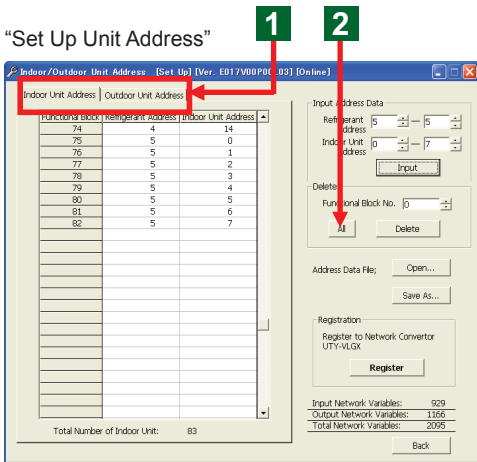 1 2
“Set Up Unit Address”
Indoor/Outdoor Unit Address [Set Up] [Ver. E017V00P00L03] [Online]
Indoor Unit Address Outdoor Unit Address
Functional Block Refrigerant Address Indoor Unit Address
74 4 14
75 5 0
76 5 1
77 5 2
78 5 3
79 5 4
80 5 5
81 5 6
82 5 7
Total Number of Indoor Unit: 83
Input Address Data
Refrigerant Address 5 — 5
Indoor Unit Address 0 — 7
Input
Delete
Functional Block No. 0
All Delete
Address Data File; Open...
Save As...
Registration
Register to Network Convertor
UTY-VLGX
Register
Input Network Variables: 929
Output Network Variables: 1166
Total Network Variables: 2095
Back